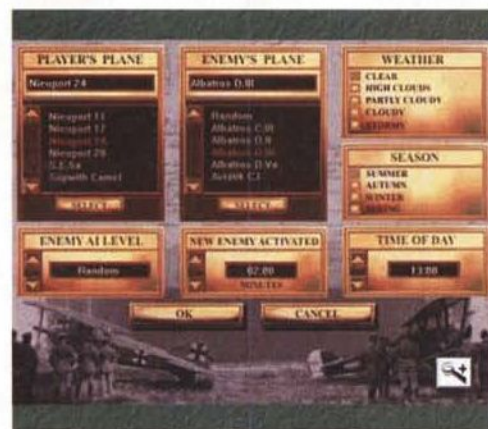 PLAYER'S PLANE
Nieuport 24
Nieuport 11
Nieuport 17
Nieuport 24
Nieuport 28
S.E.5a
Sopwith Camel
SELECT
ENEMY'S PLANE
Albatros D.III
Random
Albatros C.III
Albatros D.II
Albatros D.Va
Aviatik C.I
SELECT
WEATHER
CLEAR
HIGH CLOUDS
PARTLY CLOUDY
CLOUDY
STORMY
SEASON
SUMMER
AUTUMN
WINTER
SPRING
ENEMY AI LEVEL
Random
NEW ENEMY ACTIVATED
02:00
MINUTES
TIME OF DAY
13:00
OK
CANCEL